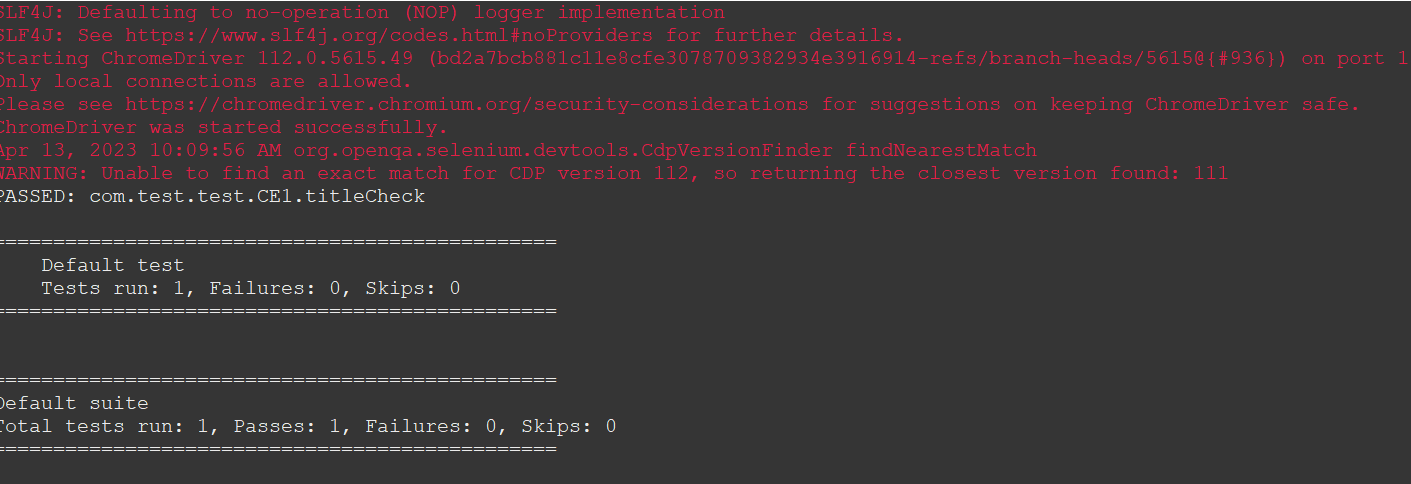 SLF4J: Defaulting to no-operation (NOP) logger implementation
SLF4J: See https://www.slf4j.org/codes.html#noProviders for further details.
Starting ChromeDriver 112.0.5615.49 (bd2a7bcb881c11e8cfe3078709382934e3916914-refs/branch-heads/5615@{#936}) on port 1
Only local connections are allowed.
Please see https://chromedriver.chromium.org/security-considerations for suggestions on keeping ChromeDriver safe.
ChromeDriver was started successfully.
Apr 13, 2023 10:09:56 AM org.openqa.selenium.devtools.CdpVersionFinder findNearestMatch
WARNING: Unable to find an exact match for CDP version 112, so returning the closest version found: 111
PASSED: com.test.test.CE1.titleCheck
===============================================
Default test
Tests run: 1, Failures: 0, Skips: 0
===============================================
===============================================
Default suite
Total tests run: 1, Passes: 1, Failures: 0, Skips: 0
===============================================